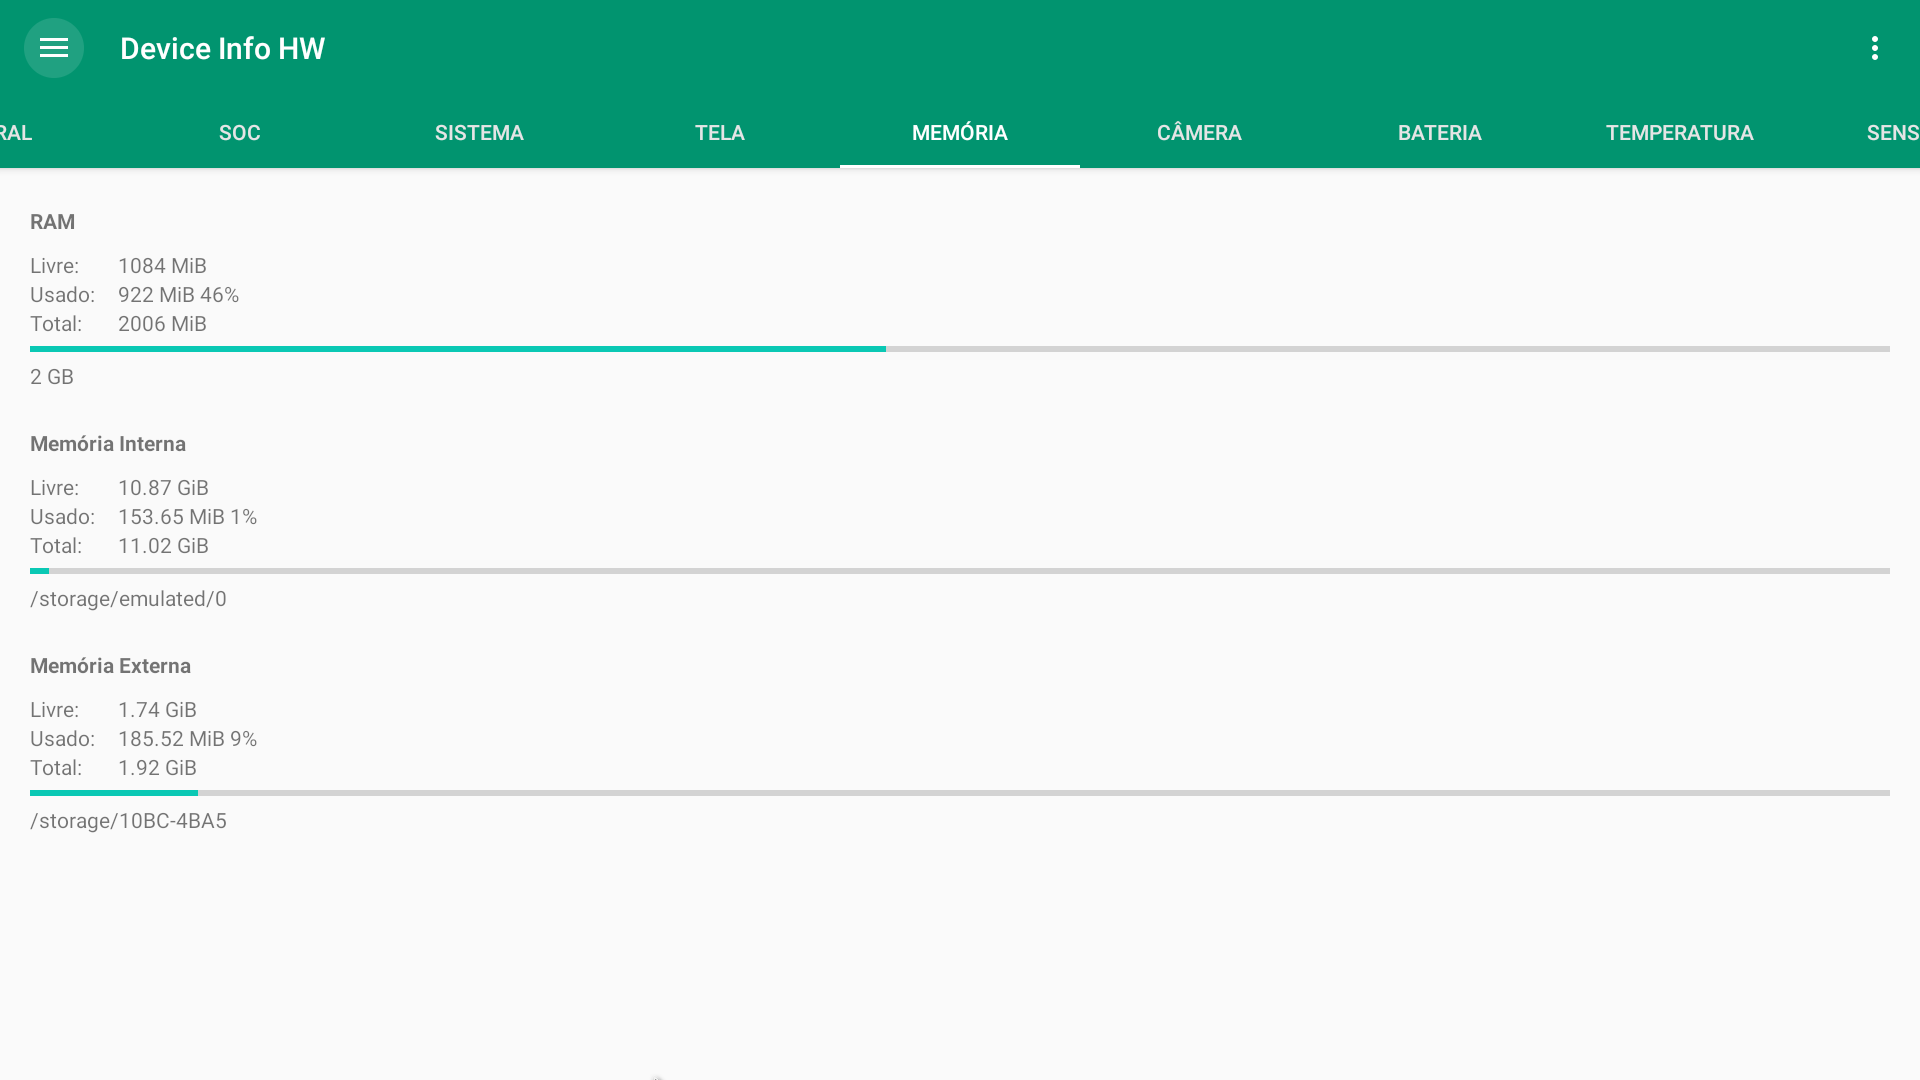 Device Info HW
RAL SOC SISTEMA TELA MEMÓRIA CÂMERA BATERIA TEMPERATURA SENS
RAM
Livre: 1084 MiB
Usado: 922 MiB 46%
Total: 2006 MiB
2 GB
Memória Interna
Livre: 10.87 GiB
Usado: 153.65 MiB 1%
Total: 11.02 GiB
/storage/emulated/0
Memória Externa
Livre: 1.74 GiB
Usado: 185.52 MiB 9%
Total: 1.92 GiB
/storage/10BC-4BA5